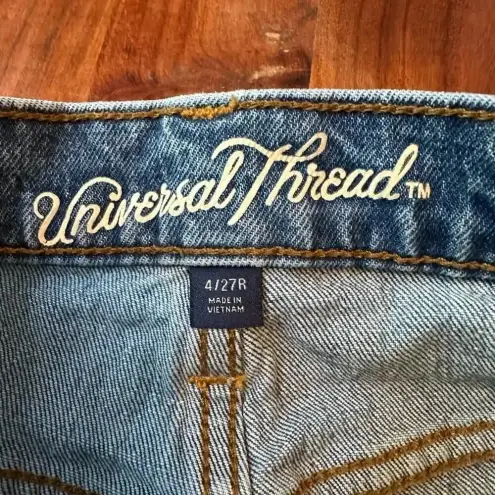 Universal Thread™
4/27R
MADE IN
VIETNAM